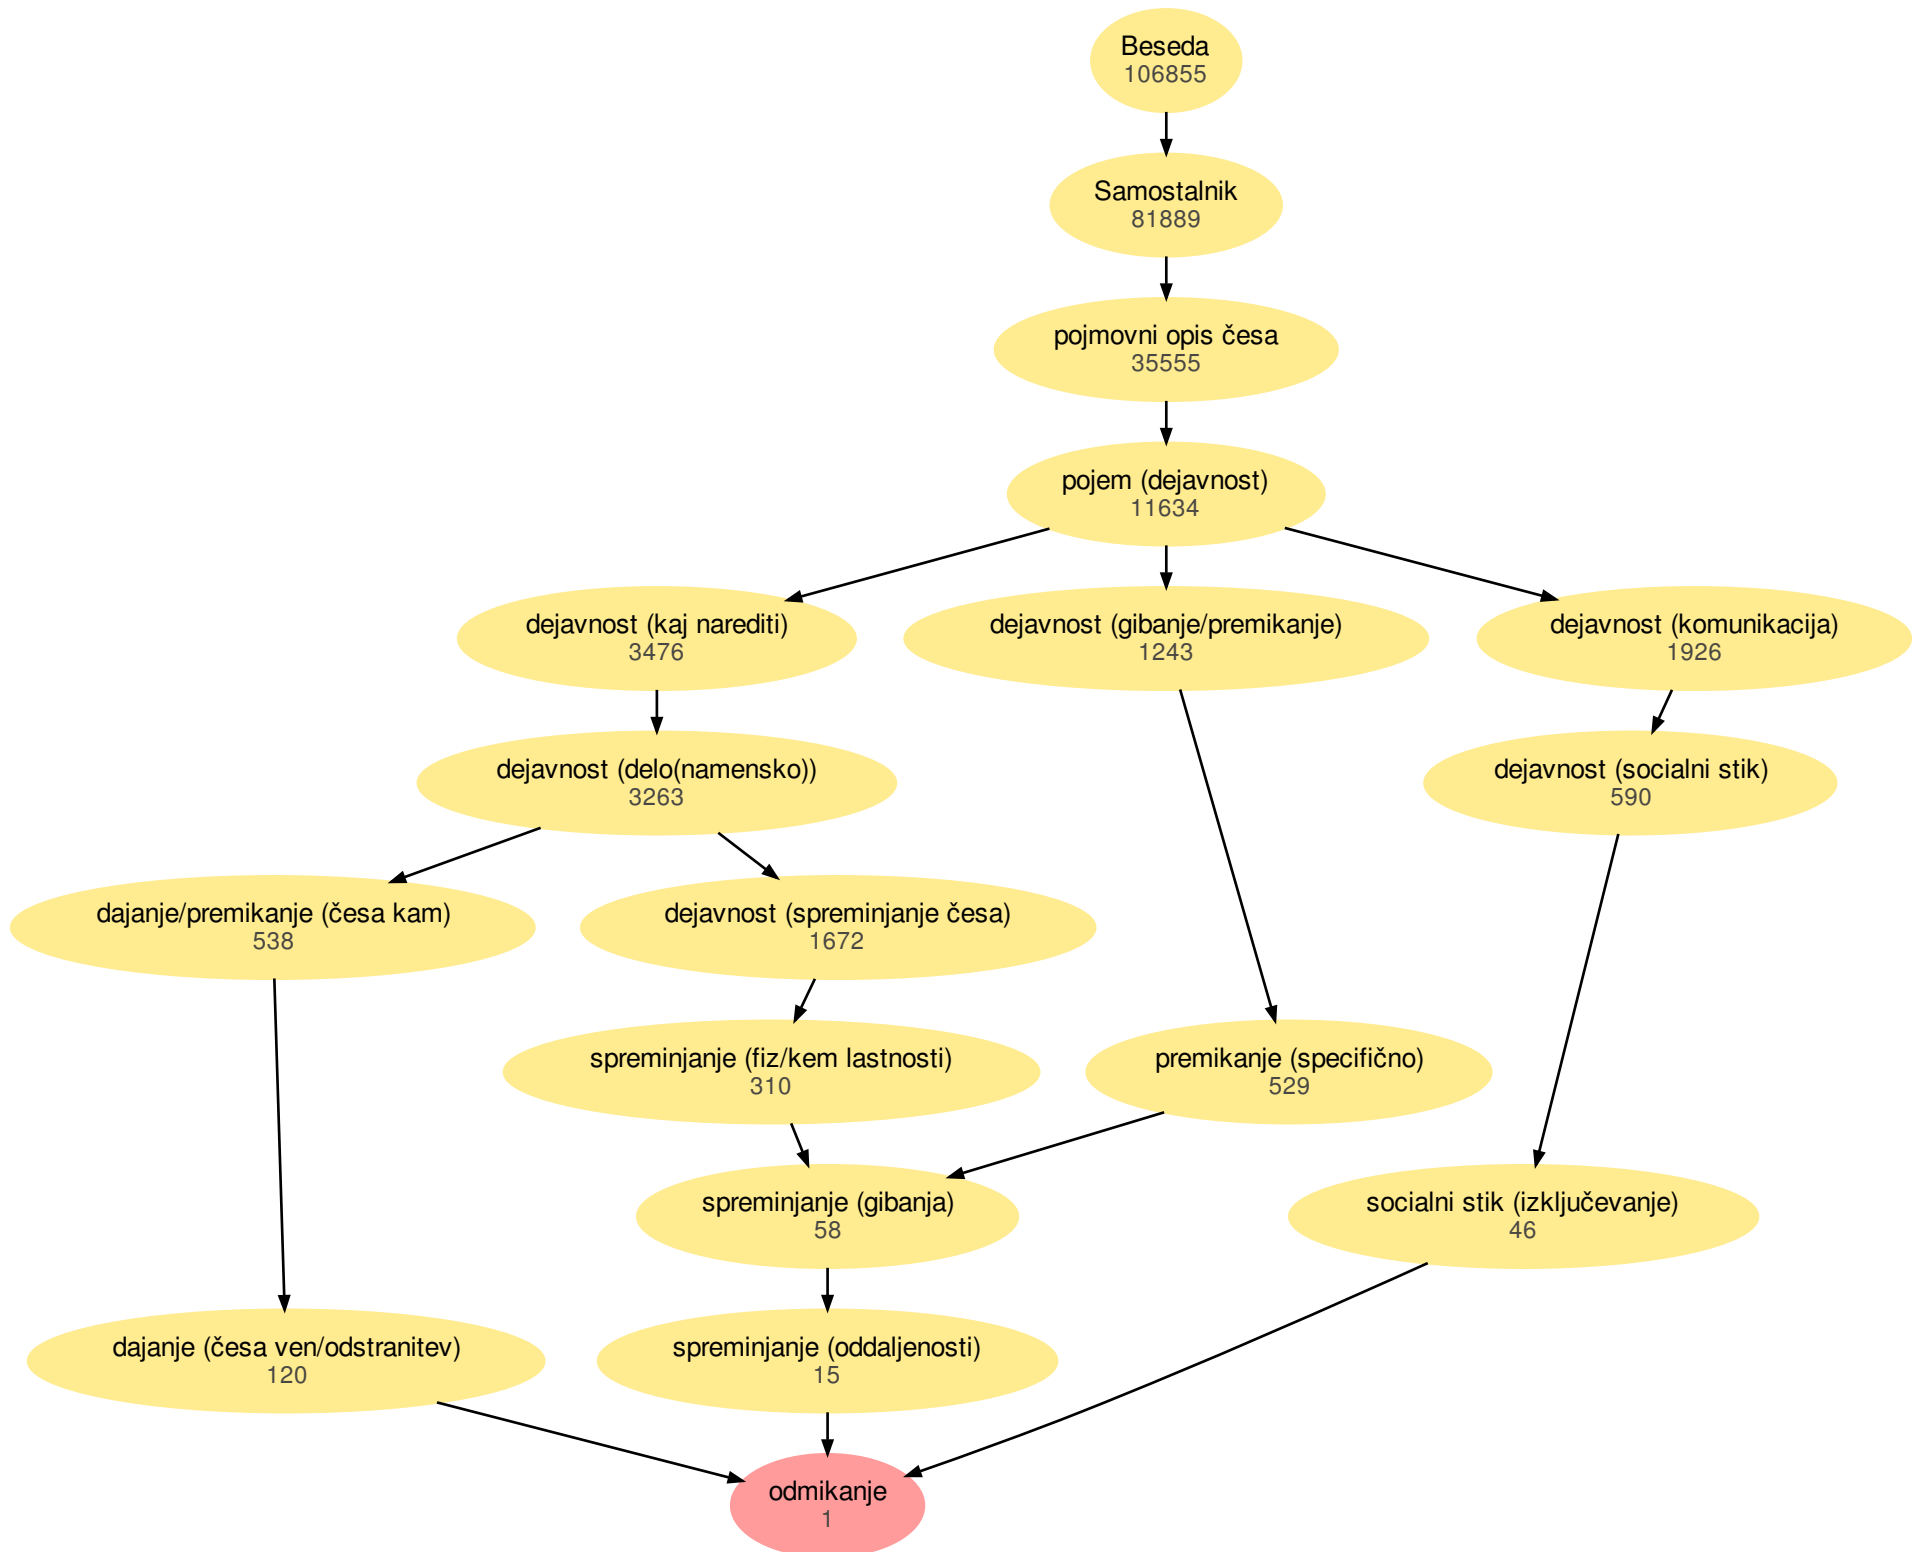 Beseda
106855
Samostalnik
81889
pojmovni opis česa
35555
pojem (dejavnost)
11634
dejavnost (kaj narediti)
3476
dejavnost (gibanje/premikanje)
1243
dejavnost (komunikacija)
1926
dejavnost (delo(namensko))
3263
dejavnost (socialni stik)
590
dajanje/premikanje (česa kam)
538
dejavnost (spreminjanje česa)
1672
spreminjanje (fiz/kem lastnosti)
310
premikanje (specifično)
529
spreminjanje (gibanja)
58
socialni stik (izključevanje)
46
dajanje (česa ven/odstranitev)
120
spreminjanje (oddaljenosti)
15
odmikanje
1